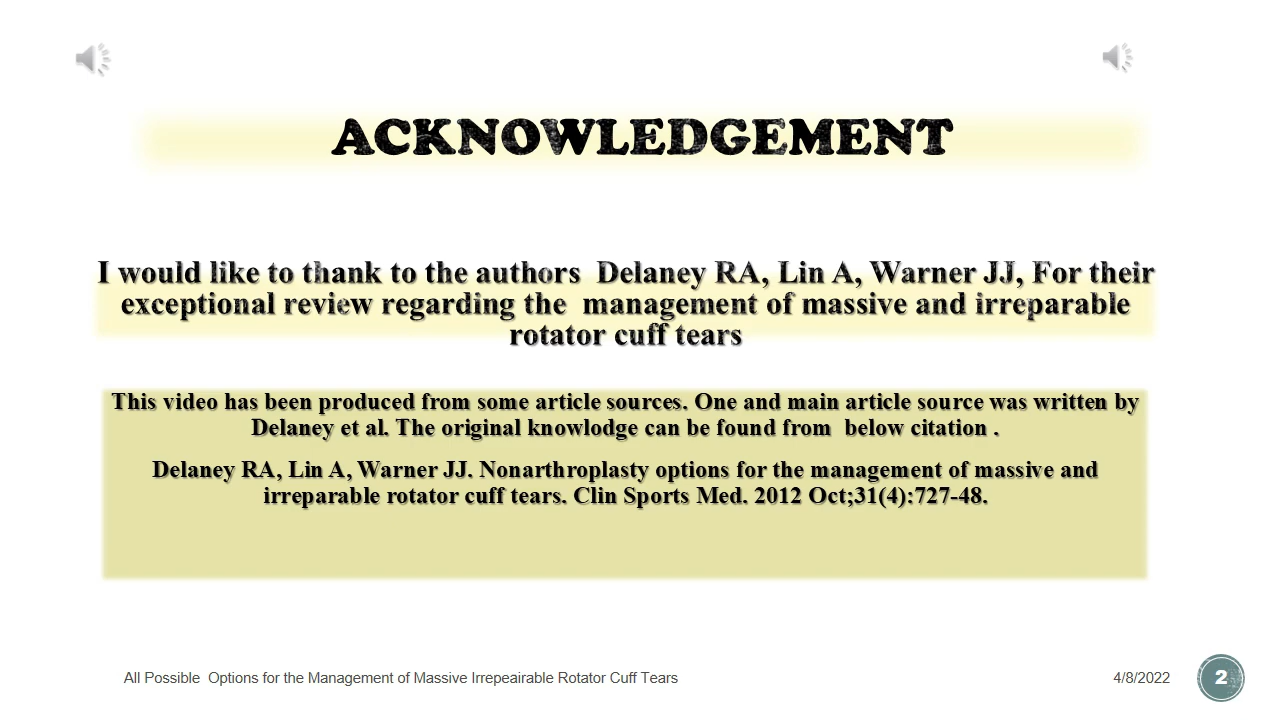 ACKNOWLEDGEMENT
I would like to thank to the authors  Delaney RA, Lin A, Warner JJ, For their
exceptional review regarding the  management of massive and irreparable
rotator cuff tears
This video has been produced from some article sources. One and main article source was written by
Delaney et al. The original knowlodge can be found from  below citation .
Delaney RA, Lin A, Warner JJ. Nonarthroplasty options for the management of massive and
irreparable rotator cuff tears. Clin Sports Med. 2012 Oct;31(4):727-48.
All Possible  Options for the Management of Massive Irrepeairable Rotator Cuff Tears
4/8/2022
2